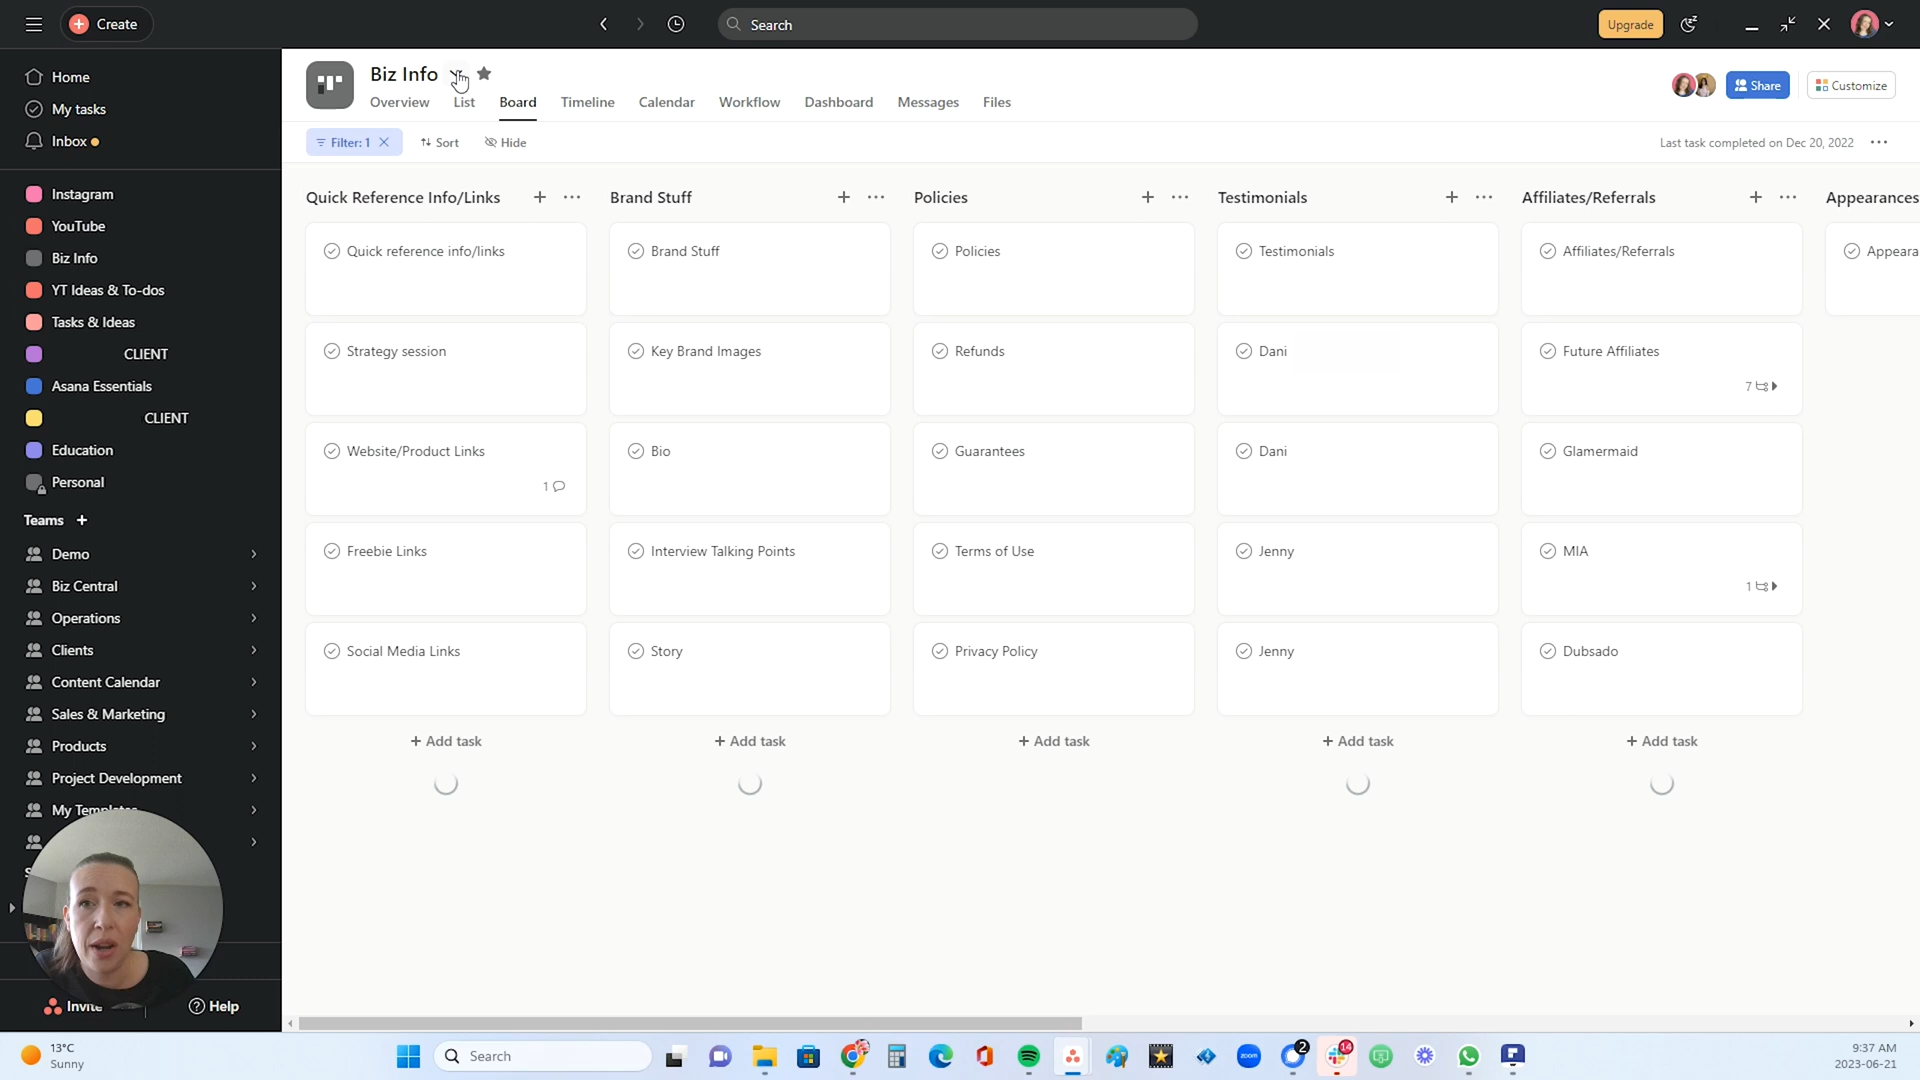 Create
Search
Upgrade
Home
My tasks
Inbox
Instagram
YouTube
Biz Info
YT Ideas & To-dos
Tasks & Ideas
CLIENT
Asana Essentials
CLIENT
Education
Personal
Teams +
Demo
Biz Central
Operations
Clients
Content Calendar
Sales & Marketing
Products
Project Development
My Templates
Invite
Help
Biz Info
Overview List Board Timeline Calendar Workflow Dashboard Messages Files
Share
Customize
Filter: 1
Sort
Hide
Last task completed on Dec 20, 2022
Quick Reference Info/Links
Quick reference info/links
Strategy session
Website/Product Links
1
Freebie Links
Social Media Links
+ Add task
Brand Stuff
Brand Stuff
Key Brand Images
Bio
Interview Talking Points
Story
+ Add task
Policies
Policies
Refunds
Guarantees
Terms of Use
Privacy Policy
+ Add task
Testimonials
Testimonials
Dani
Dani
Jenny
Jenny
+ Add task
Affiliates/Referrals
Affiliates/Referrals
Future Affiliates
7
Glamermaid
MIA
1
Dubsado
+ Add task
Appearances
Appeara
13°C
Sunny
Search
zoom
2
14
9:37 AM
2023-06-21